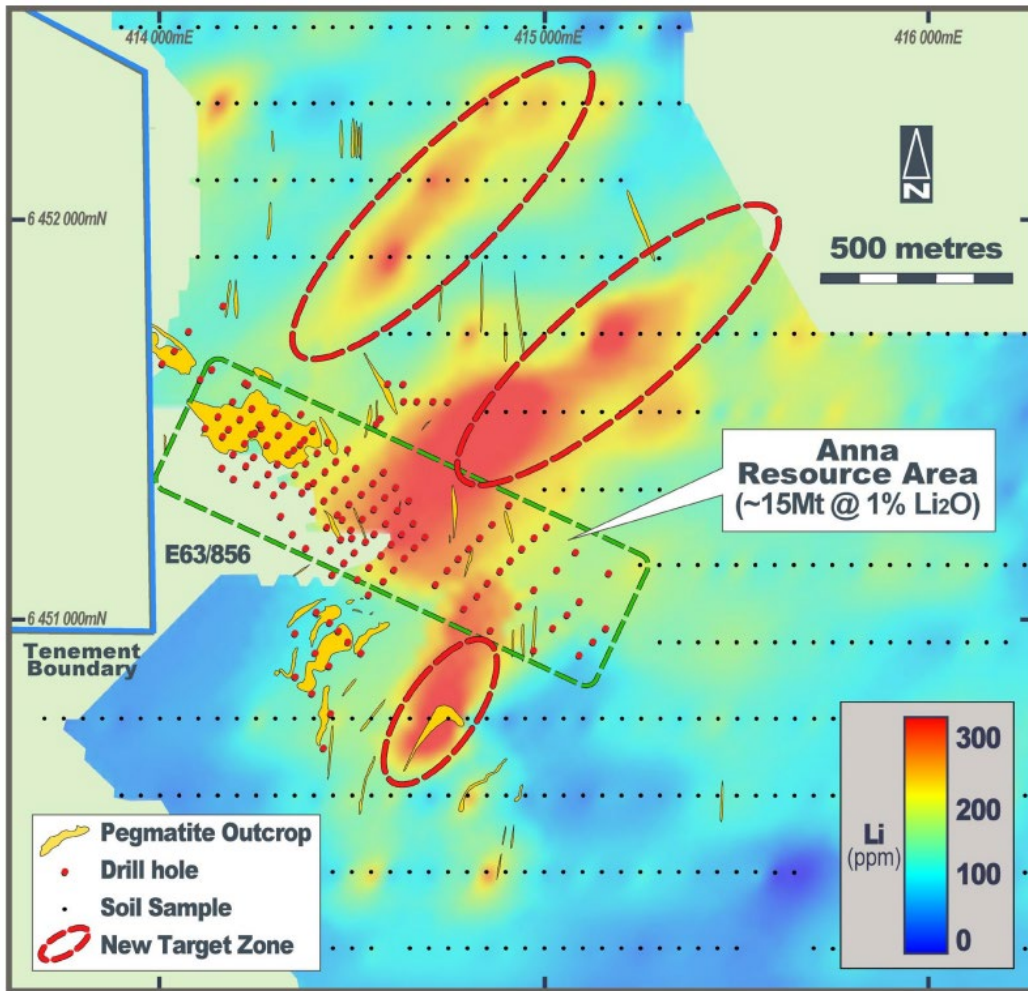 414 000mE
415 000mE
416 000mE
N
6 452 000mN
500 metres
Anna
Resource Area
(~15Mt @ 1% Li2O)
E63/856
6 451 000mN
Tenement
Boundary
Pegmatite Outcrop
Drill hole
Soil Sample
New Target Zone
Li
(ppm)
300
200
100
0